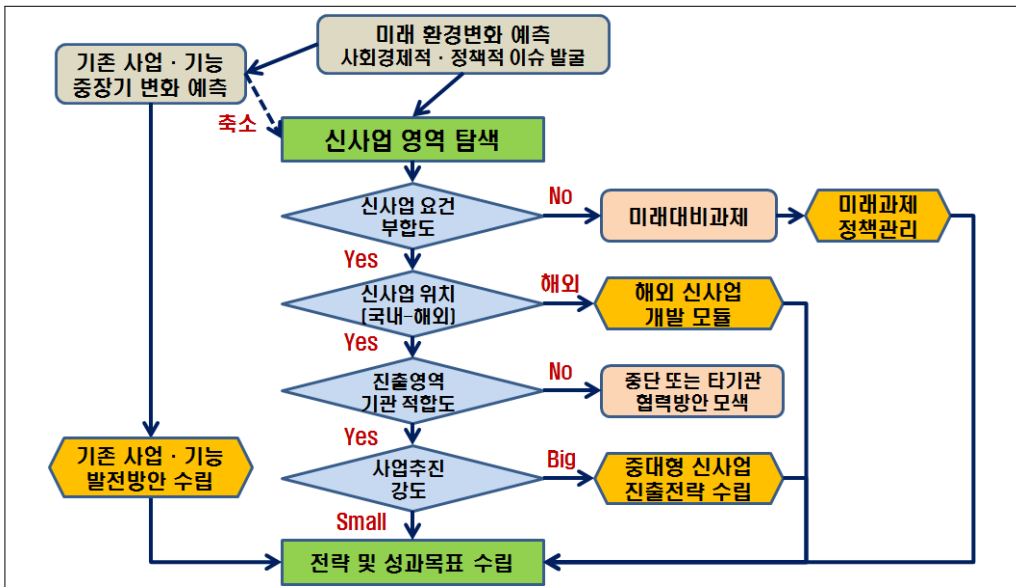 미래 환경변화 예측
사회경제적 · 정책적 이슈 발굴
기존 사업 · 기능
중장기 변화 예측
축소
신사업 영역 탐색
신사업 요건
부합도
No
미래대비과제
미래과제
정책관리
Yes
신사업 위치
(국내-해외)
해외
해외 신사업
개발 모듈
Yes
진출영역
기관 적합도
No
중단 또는 타기관
협력방안 모색
Yes
기존 사업 · 기능
발전방안 수립
사업추진
강도
Big
중대형 신사업
진출전략 수립
Small
전략 및 성과목표 수립